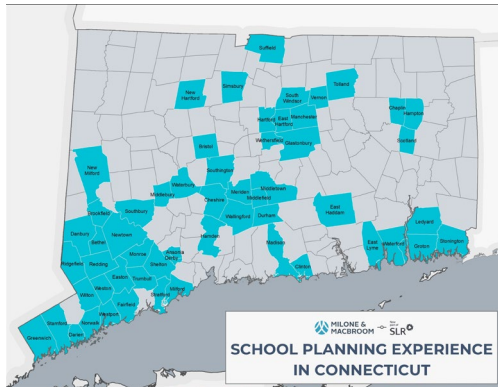 Suffield
New
Hartford
Simsbury
Tolland
South
Windsor
Vernon
Hartford
East
Hartford
Manchester
Chaplin
Hampton
Wethersfield
Glastonbury
Scotland
Bristol
New
Milford
Southington
Waterbury
Middlebury
Cheshire
Meriden
Middletown
Middlefield
Brookfield
Southbury
Wallingford
Durham
East
Haddam
Danbury
Newtown
Bethel
Hamden
Madison
Ledyard
Ridgefield
Redding
Monroe
Ansonia
Derby
Shelton
East
Lyme
Waterford
Groton
Stonington
Easton
Trumbull
Clinton
Weston
Wilton
Stratford
Milford
Fairfield
Westport
Stamford
Norwalk
Greenwich
Darien
MILONE &
MACBROOM
SLR
SCHOOL PLANNING EXPERIENCE
IN CONNECTICUT